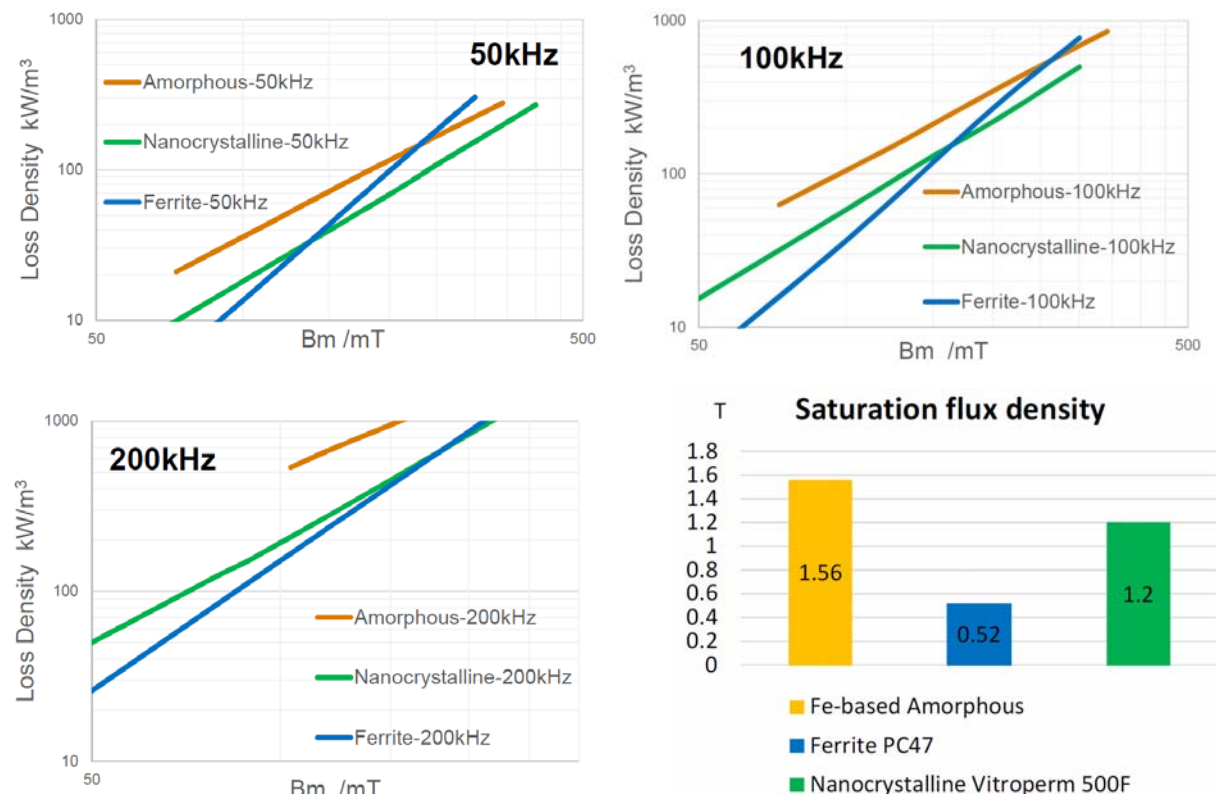 1000
50kHz
Amorphous-50kHz
Nanocrystalline-50kHz
Ferrite-50kHz
100
10
50
500
Loss Density kW/m³
Bm /mT
1000
100kHz
100
Amorphous-100kHz
Nanocrystalline-100kHz
Ferrite-100kHz
10
50
500
Loss Density kW/m³
Bm /mT
1000
200kHz
100
Amorphous-200kHz
Nanocrystalline-200kHz
Ferrite-200kHz
10
50
Loss Density kW/m³
Bm /mT
T
Saturation flux density
1.8
1.6
1.4
1.2
1
0.8
0.6
0.4
0.2
0
1.56
0.52
1.2
Fe-based Amorphous
Ferrite PC47
Nanocrystalline Vitroperm 500F